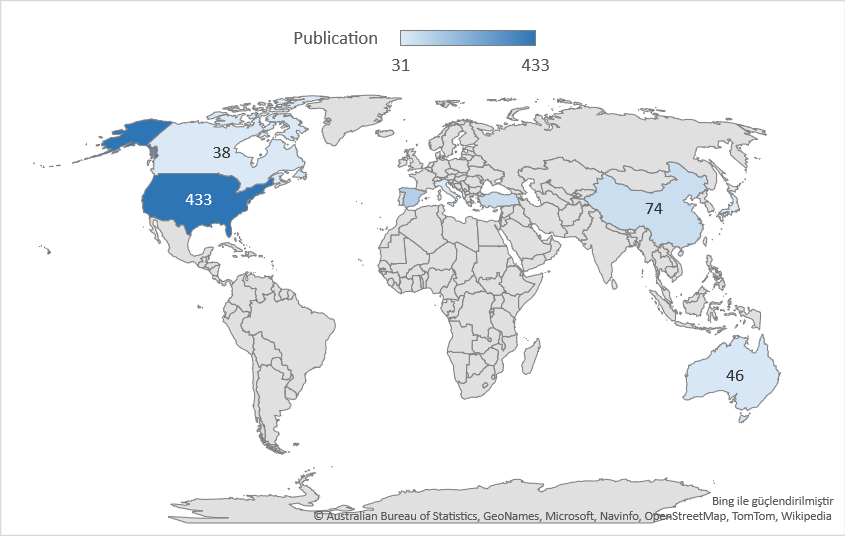 Publication
31 433
38
433
74
46
Bing ile güçlendirilmiştir
© Australian Bureau of Statistics, GeoNames, Microsoft, Navinfo, OpenStreetMap, TomTom, Wikipedia